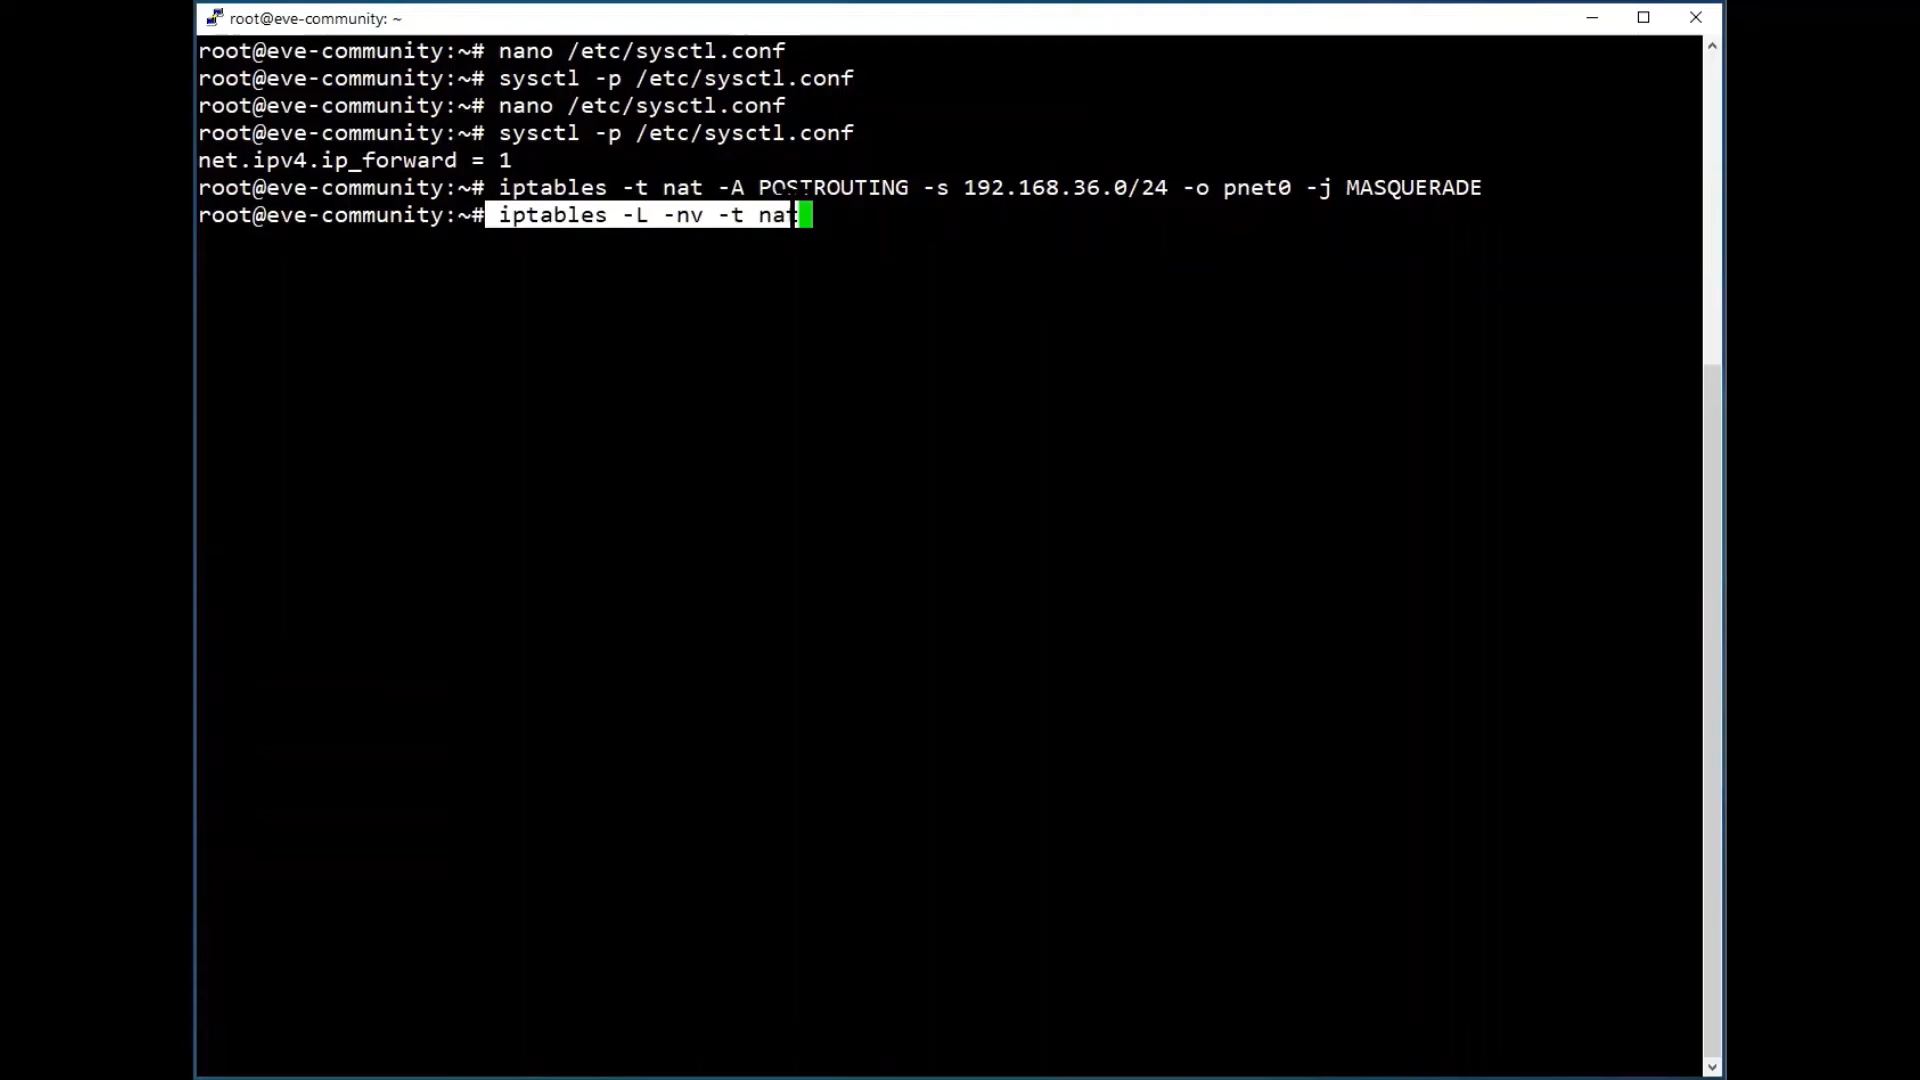 root@eve-community: ~
root@eve-community:~# nano /etc/sysctl.conf
root@eve-community:~# sysctl -p /etc/sysctl.conf
root@eve-community:~# nano /etc/sysctl.conf
root@eve-community:~# sysctl -p /etc/sysctl.conf
net.ipv4.ip_forward = 1
root@eve-community:~# iptables -t nat -A POSTROUTING -s 192.168.36.0/24 -o pnet0 -j MASQUERADE
root@eve-community:~# iptables -L -nv -t nat